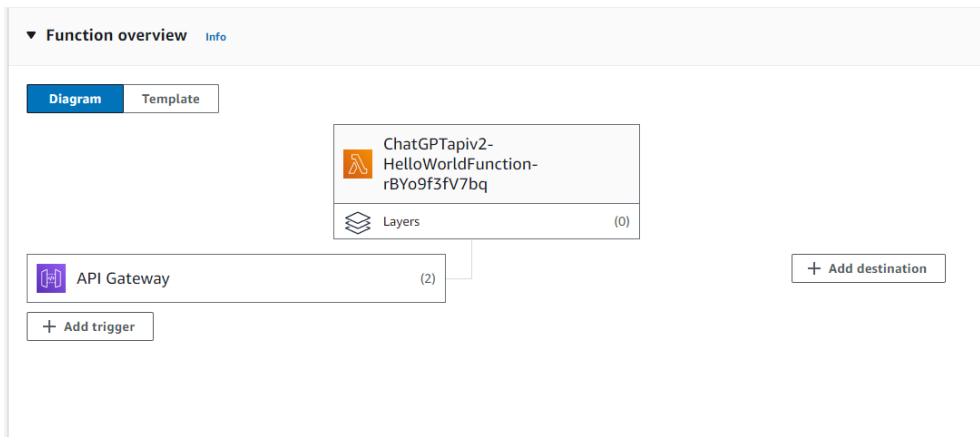 Function overview Info
Diagram Template
ChatGPTapiv2-
HelloWorldFunction-
rBYo9f3fV7bq
Layers (0)
API Gateway (2)
+ Add destination
+ Add trigger